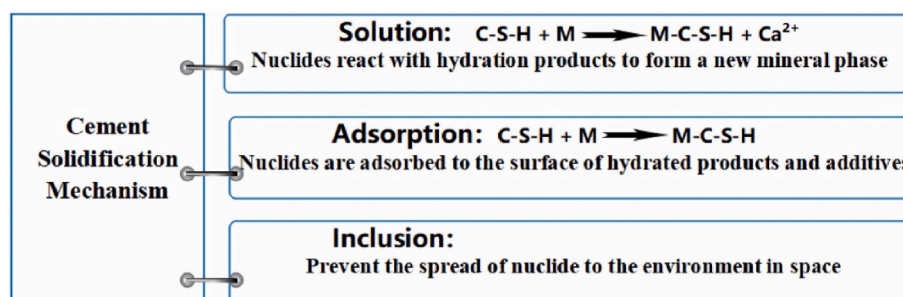 Cement
Solidification
Mechanism
Solution: C-S-H + M ⟶ M-C-S-H + Ca²⁺
Nuclides react with hydration products to form a new mineral phase
Adsorption: C-S-H + M ⟶ M-C-S-H
Nuclides are adsorbed to the surface of hydrated products and additives
Inclusion:
Prevent the spread of nuclide to the environment in space